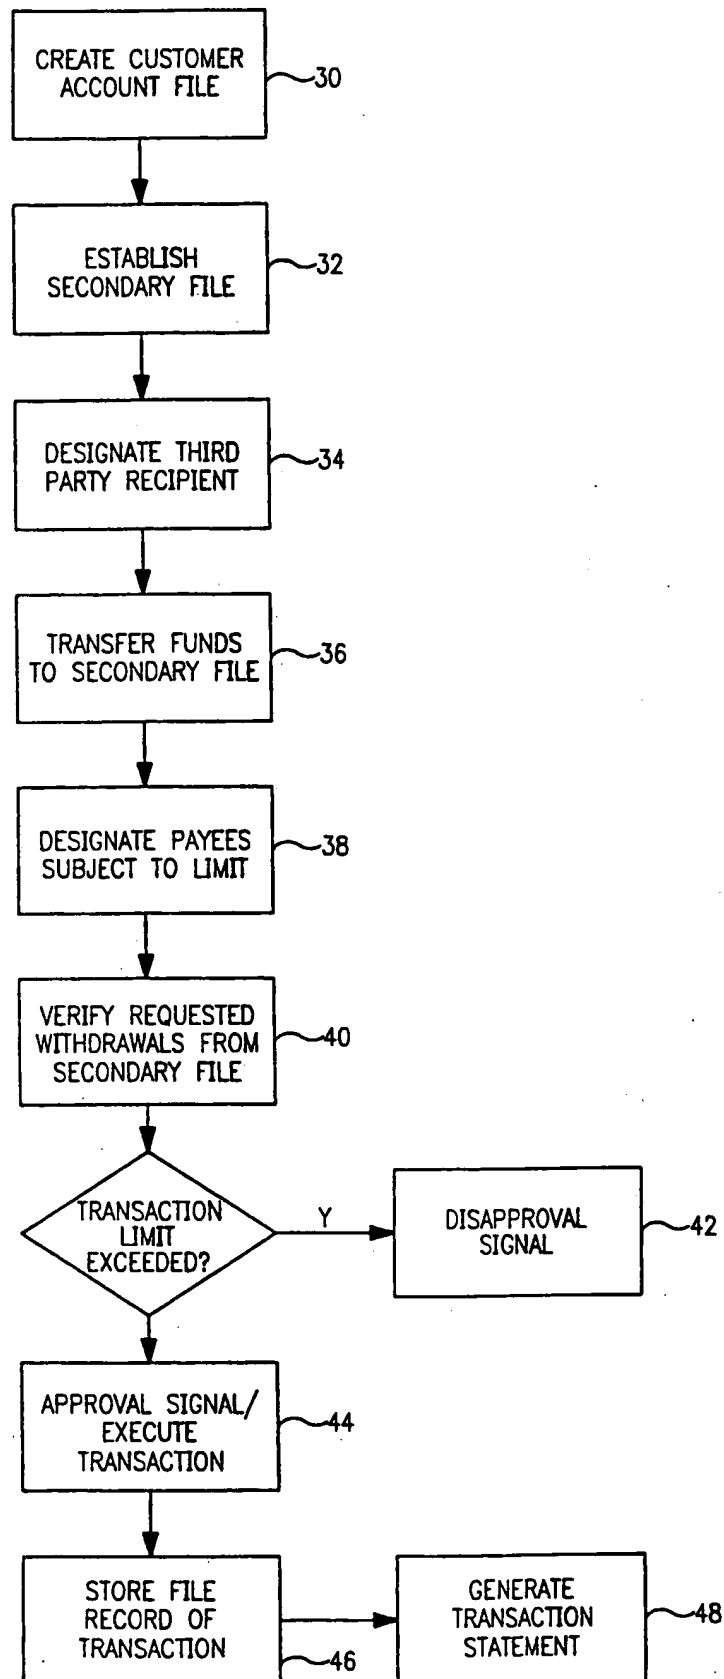 CREATE CUSTOMER
ACCOUNT FILE
30
ESTABLISH
SECONDARY FILE
32
DESIGNATE THIRD
PARTY RECIPIENT
34
TRANSFER FUNDS
TO SECONDARY FILE
36
DESIGNATE PAYEES
SUBJECT TO LIMIT
38
VERIFY REQUESTED
WITHDRAWALS FROM
SECONDARY FILE
40
TRANSACTION
LIMIT
EXCEEDED?
Y
DISAPPROVAL
SIGNAL
42
APPROVAL SIGNAL/
EXECUTE
TRANSACTION
44
STORE FILE
RECORD OF
TRANSACTION
46
GENERATE
TRANSACTION
STATEMENT
48